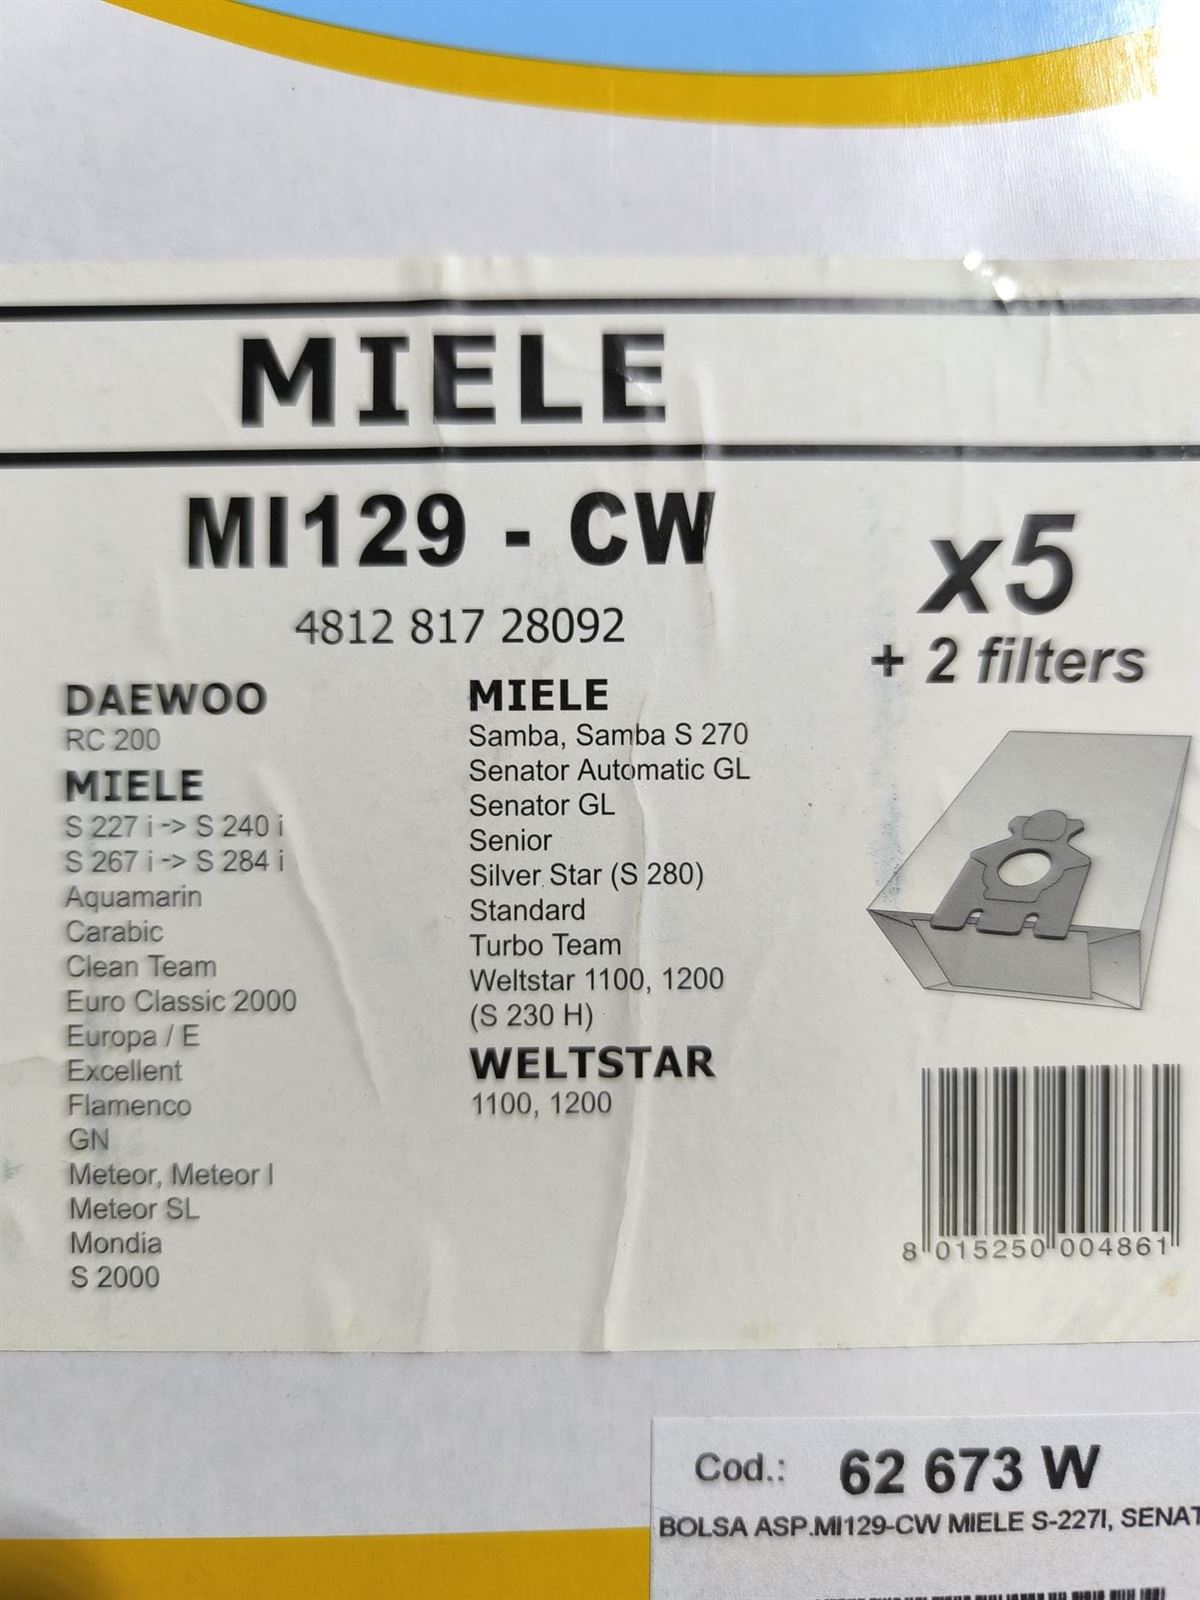 MIELE
MI129 - CW
4812 817 28092
x5
+ 2 filters
DAEWOO
RC 200
MIELE
S 227 i -> S 240 i
S 267 i -> S 284 i
Aquamarin
Carabic
Clean Team
Euro Classic 2000
Europa / E
Excellent
Flamenco
GN
Meteor, Meteor I
Meteor SL
Mondia
S 2000
MIELE
Samba, Samba S 270
Senator Automatic GL
Senator GL
Senior
Silver Star (S 280)
Standard
Turbo Team
Weltstar 1100, 1200
(S 230 H)
WELTSTAR
1100, 1200
8 015250 004861
Cod.: 62 673 W
BOLSA ASP.MI129-CW MIELE S-227I, SENAT